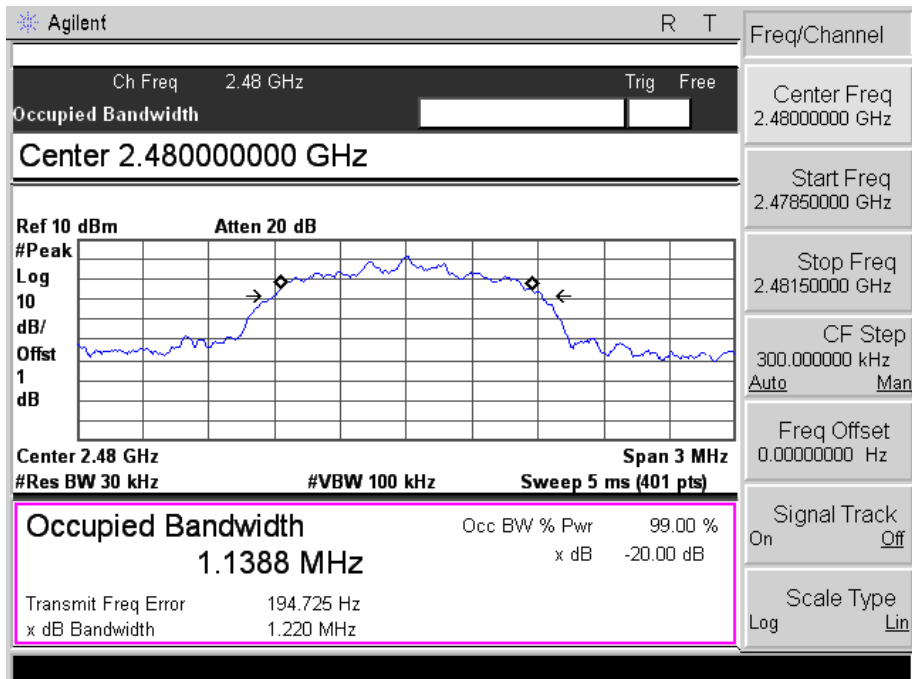 Agilent R T
Ch Freq 2.48 GHz Trig Free
Occupied Bandwidth
Center 2.480000000 GHz
Ref 10 dBm Atten 20 dB
#Peak
Log
10
dB/
Offst
1
dB
Center 2.48 GHz Span 3 MHz
#Res BW 30 kHz #VBW 100 kHz Sweep 5 ms (401 pts)
Occupied Bandwidth
1.1388 MHz
Occ BW % Pwr 99.00 %
x dB -20.00 dB
Transmit Freq Error 194.725 Hz
x dB Bandwidth 1.220 MHz
Freq/Channel
Center Freq
2.48000000 GHz
Start Freq
2.47850000 GHz
Stop Freq
2.48150000 GHz
CF Step
300.000000 kHz
Auto Man
Freq Offset
0.00000000 Hz
Signal Track
On Off
Scale Type
Log Lin